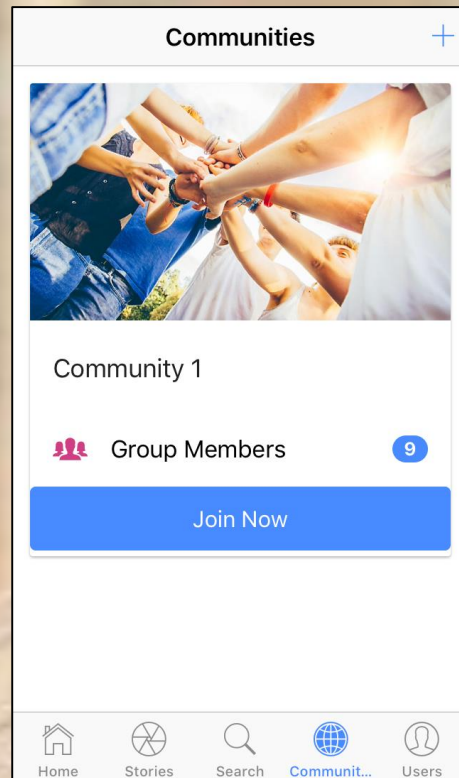 Communities +
Community 1
Group Members 9
Join Now
Home Stories Search Communit... Users